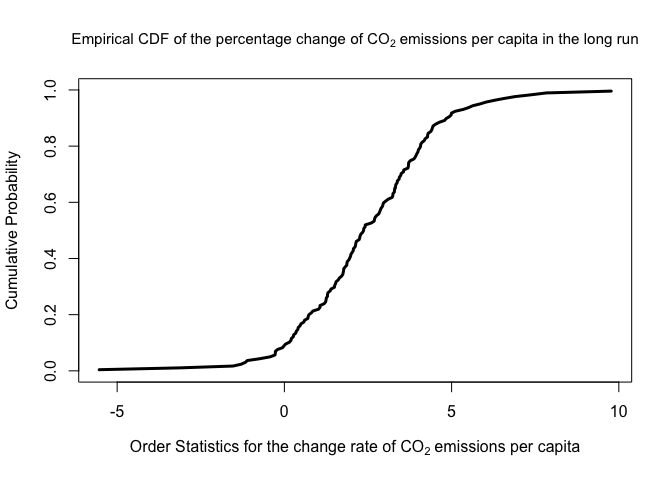 Empirical CDF of the percentage change of CO₂ emissions per capita in the long run
1.0
0.8
0.6
0.4
0.2
0.0
Cumulative Probability
-5 0 5 10
Order Statistics for the change rate of CO₂ emissions per capita